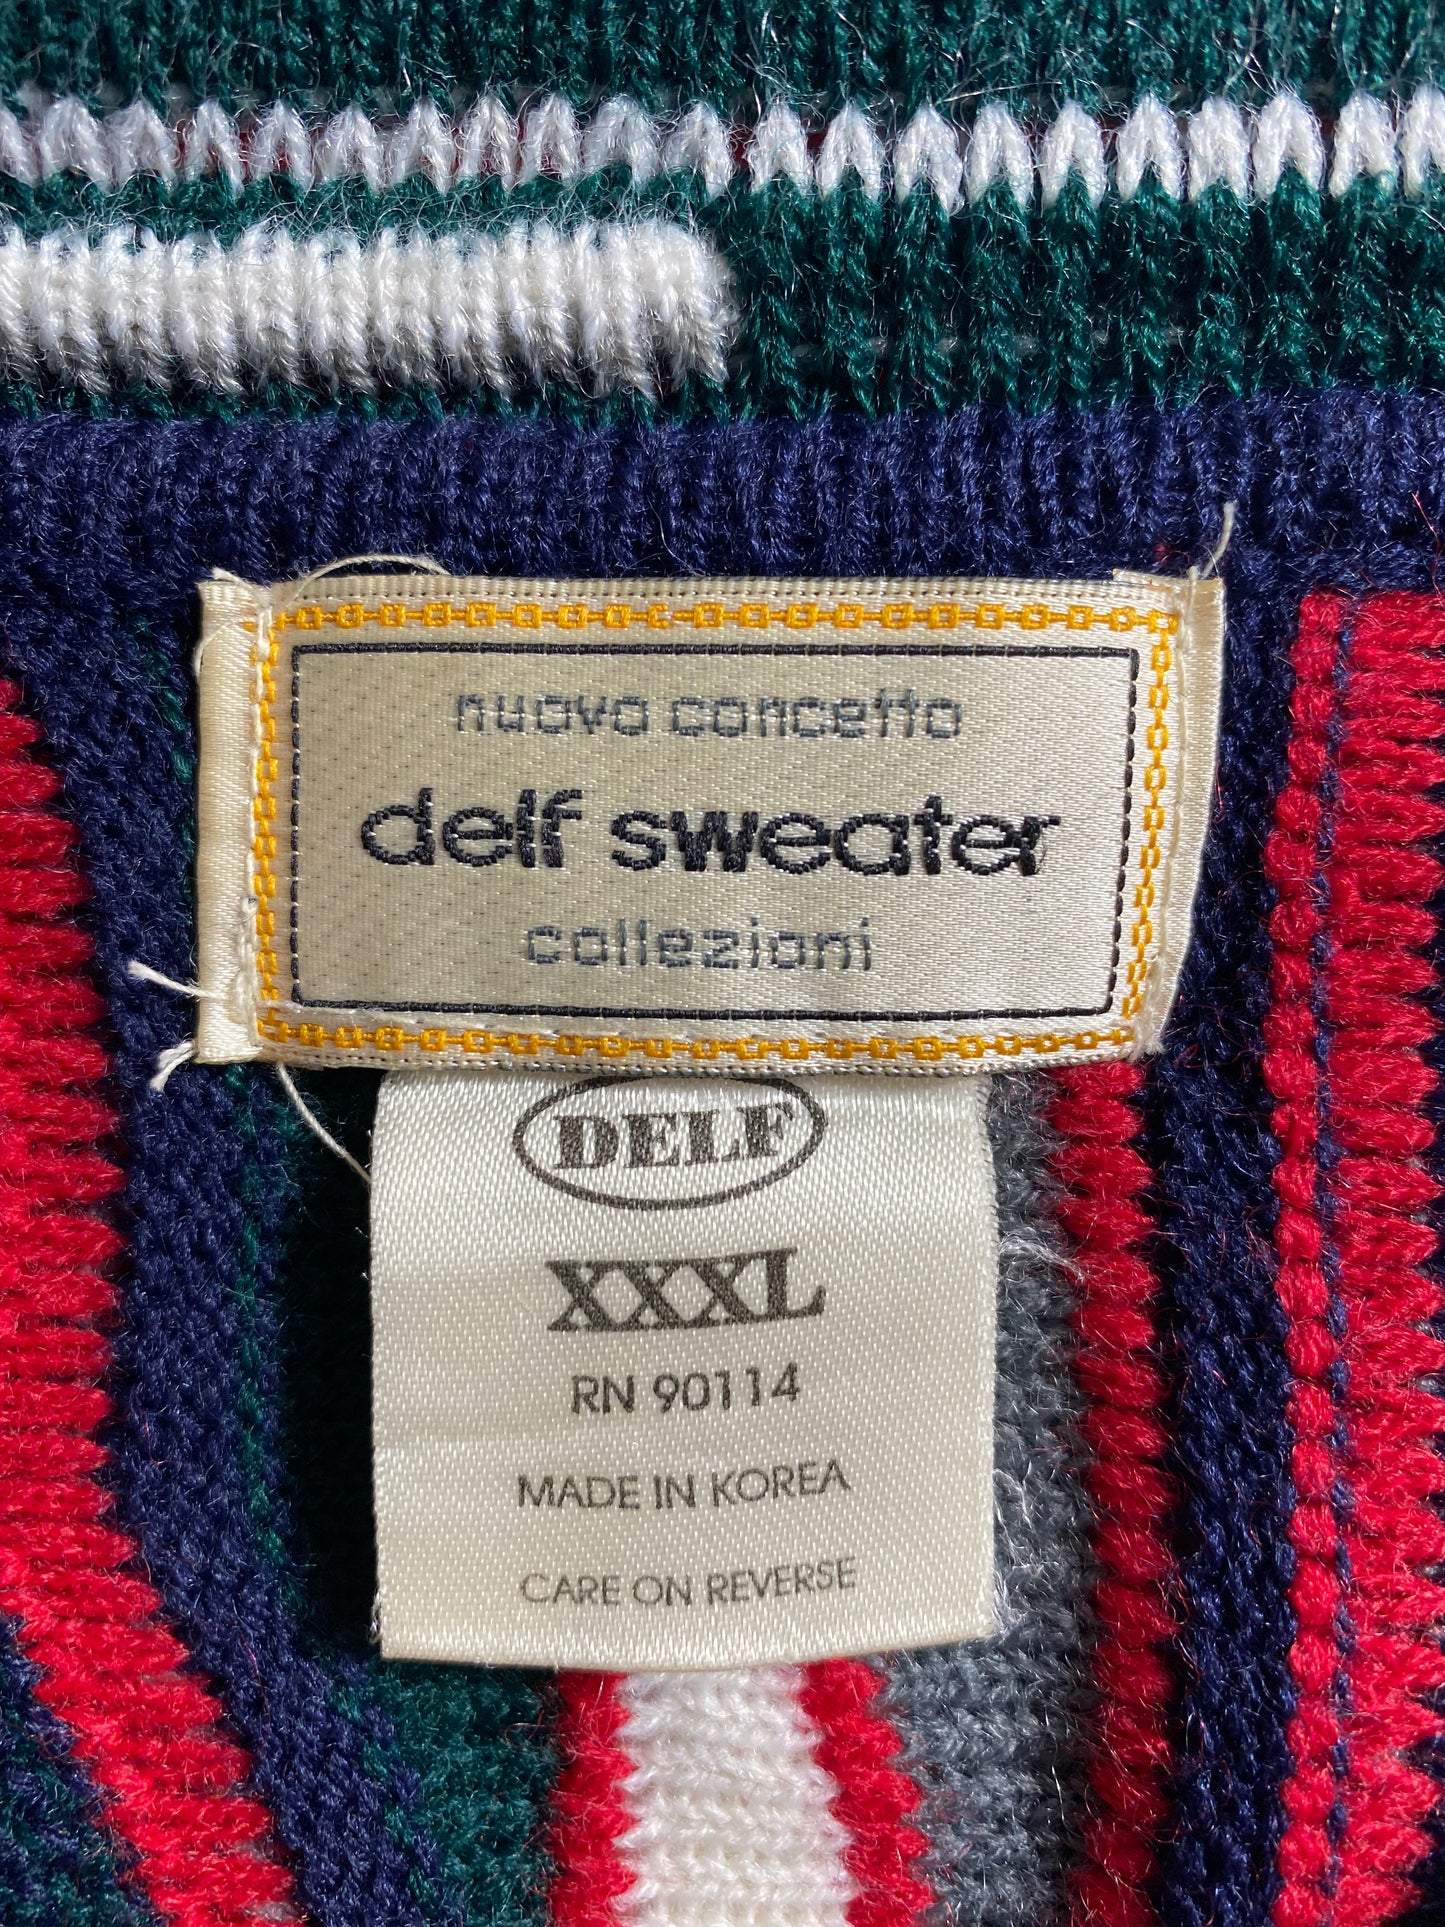 nuovo concetto
delf sweater
collezioni
DELF
XXXL
RN 90114
MADE IN KOREA
CARE ON REVERSE